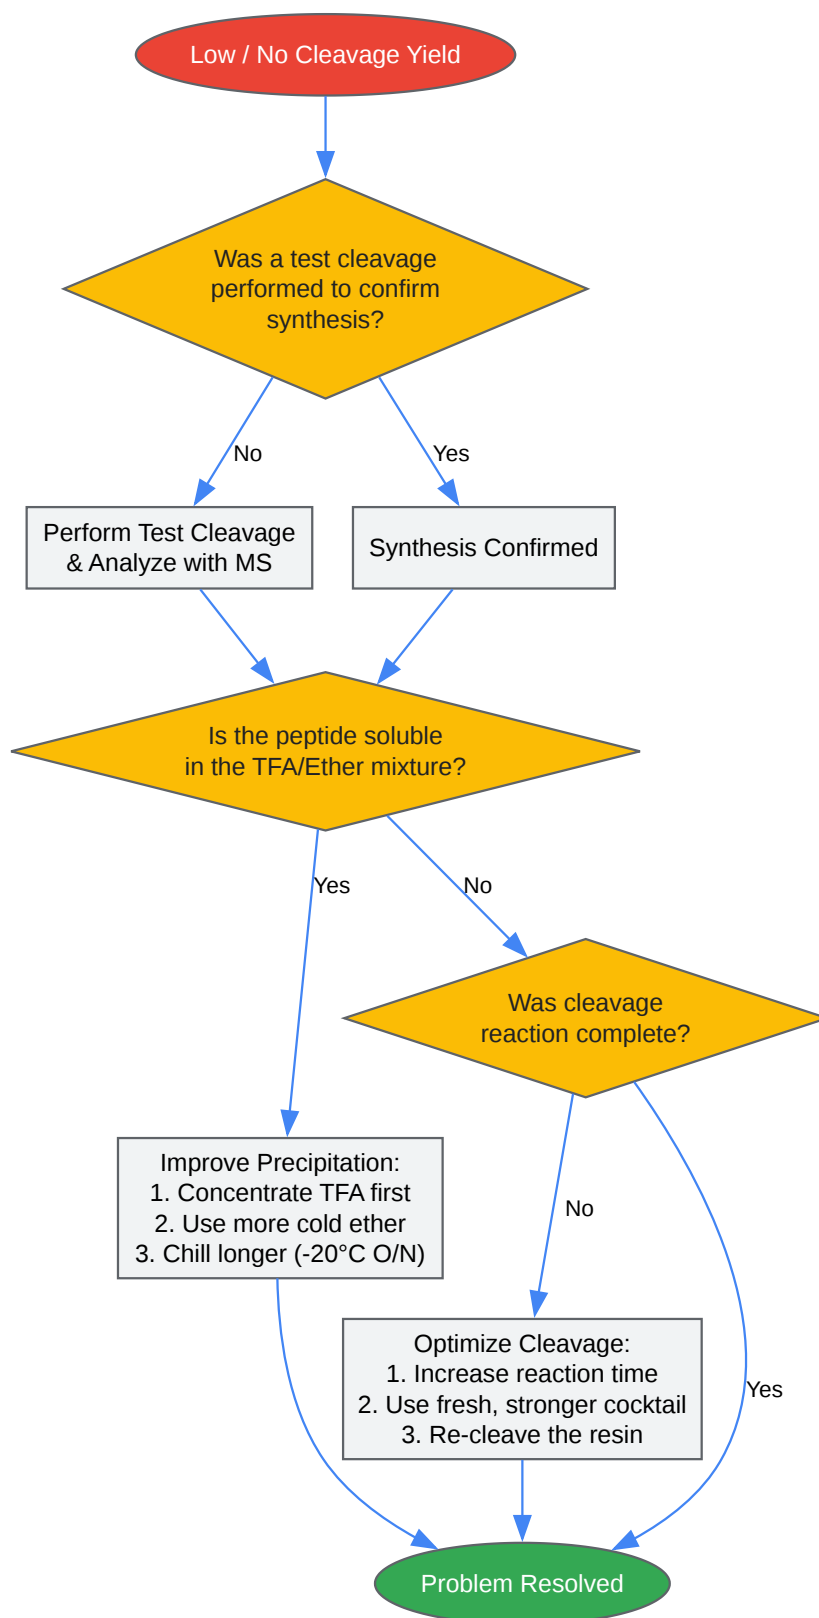 Low / No Cleavage Yield
Was a test cleavage
performed to confirm
synthesis?
No
Yes
Perform Test Cleavage
& Analyze with MS
Synthesis Confirmed
Is the peptide soluble
in the TFA/Ether mixture?
Yes
No
Was cleavage
reaction complete?
Improve Precipitation:
1. Concentrate TFA first
2. Use more cold ether
3. Chill longer (-20°C O/N)
No
Optimize Cleavage:
1. Increase reaction time
2. Use fresh, stronger cocktail
3. Re-cleave the resin
Yes
Problem Resolved